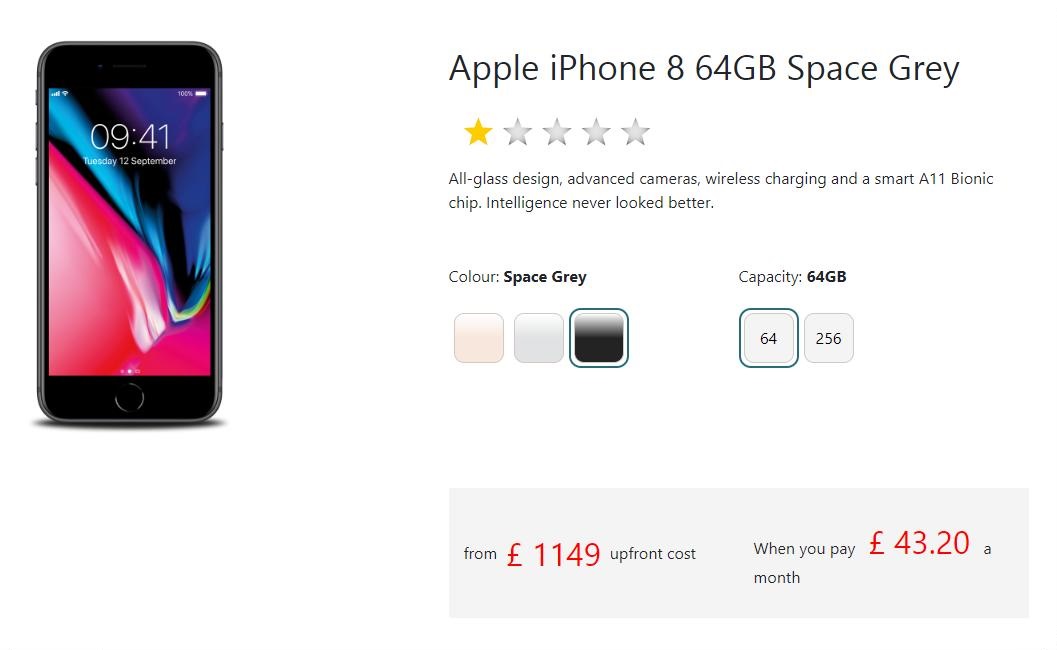 09:41
Tuesday 12 September
100%
Apple iPhone 8 64GB Space Grey
All-glass design, advanced cameras, wireless charging and a smart A11 Bionic
chip. Intelligence never looked better.
Colour: Space Grey
Capacity: 64GB
64
256
from £ 1149 upfront cost
When you pay £ 43.20 a
month